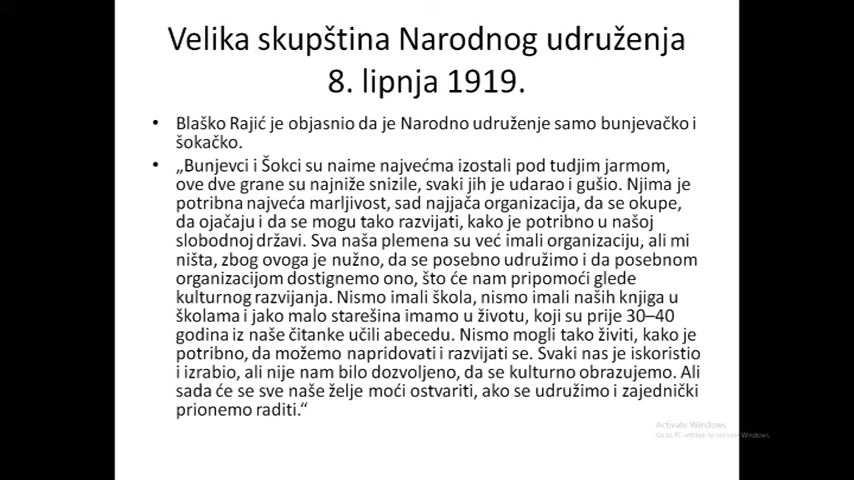 Velika skupština Narodnog udruženja
8. lipnja 1919.
• Blaško Rajić je objasnio da je Narodno udruženje samo bunjevačko i
šokačko.
• „Bunjevci i Šokci su naime najvećma izostali pod tudjim jarmom,
ove dve grane su najniže snizile, svaki jih je udarao i gušio. Njima je
potribna najveća marljivost, sad najjača organizacija, da se okupe,
da ojačaju i da se mogu tako razvijati, kako je potribno u našoj
slobodnoj državi. Sva naša plemena su već imali organizaciju, ali mi
ništa, zbog ovoga je nužno, da se posebno udružimo i da posebnom
organizacijom dostignemo ono, što će nam pripomoći glede
kulturnog razvijanja. Nismo imali škola, nismo imali naših knjiga u
školama i jako malo starešina imamo u životu, koji su prije 30–40
godina iz naše čitanke učili abecedu. Nismo mogli tako živiti, kako je
potribno, da možemo napridovati i razvijati se. Svaki nas je iskoristio
i izrabio, ali nije nam bilo dozvoljeno, da se kulturno obrazujemo. Ali
sada će se sve naše želje moći ostvariti, ako se udružimo i zajednički
prionemo raditi.“
Activate Windows
Go to PC settings to activate Windows.